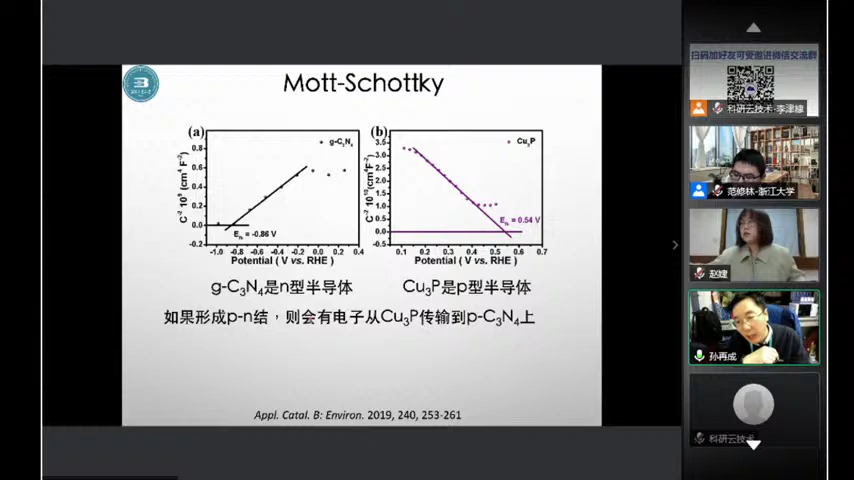 Mott-Schottky
(a)
g-C3N4
C-2 10 9 (cm4 F-2)
0.8
0.6
0.4
0.2
0.0
-0.2
Efb = -0.86 V
-1.0 -0.8 -0.6 -0.4 -0.2 0.0 0.2 0.4
Potential ( V vs. RHE )
(b)
Cu3P
3.5
3.0
2.5
2.0
1.5
1.0
0.5
0.0
-0.5
Efb = 0.54 V
0.1 0.2 0.3 0.4 0.5 0.6 0.7
Potential ( V vs. RHE )
g-C3N4是n型半导体
Cu3P是p型半导体
如果形成p-n结，则会有电子从Cu3P传输到p-C3N4上
Appl. Catal. B: Environ. 2019, 240, 253-261
扫码加好友可受邀进微信交流群
科研云技术-李津橡
范修林-浙江大学
赵婕
孙再成
科研云技术